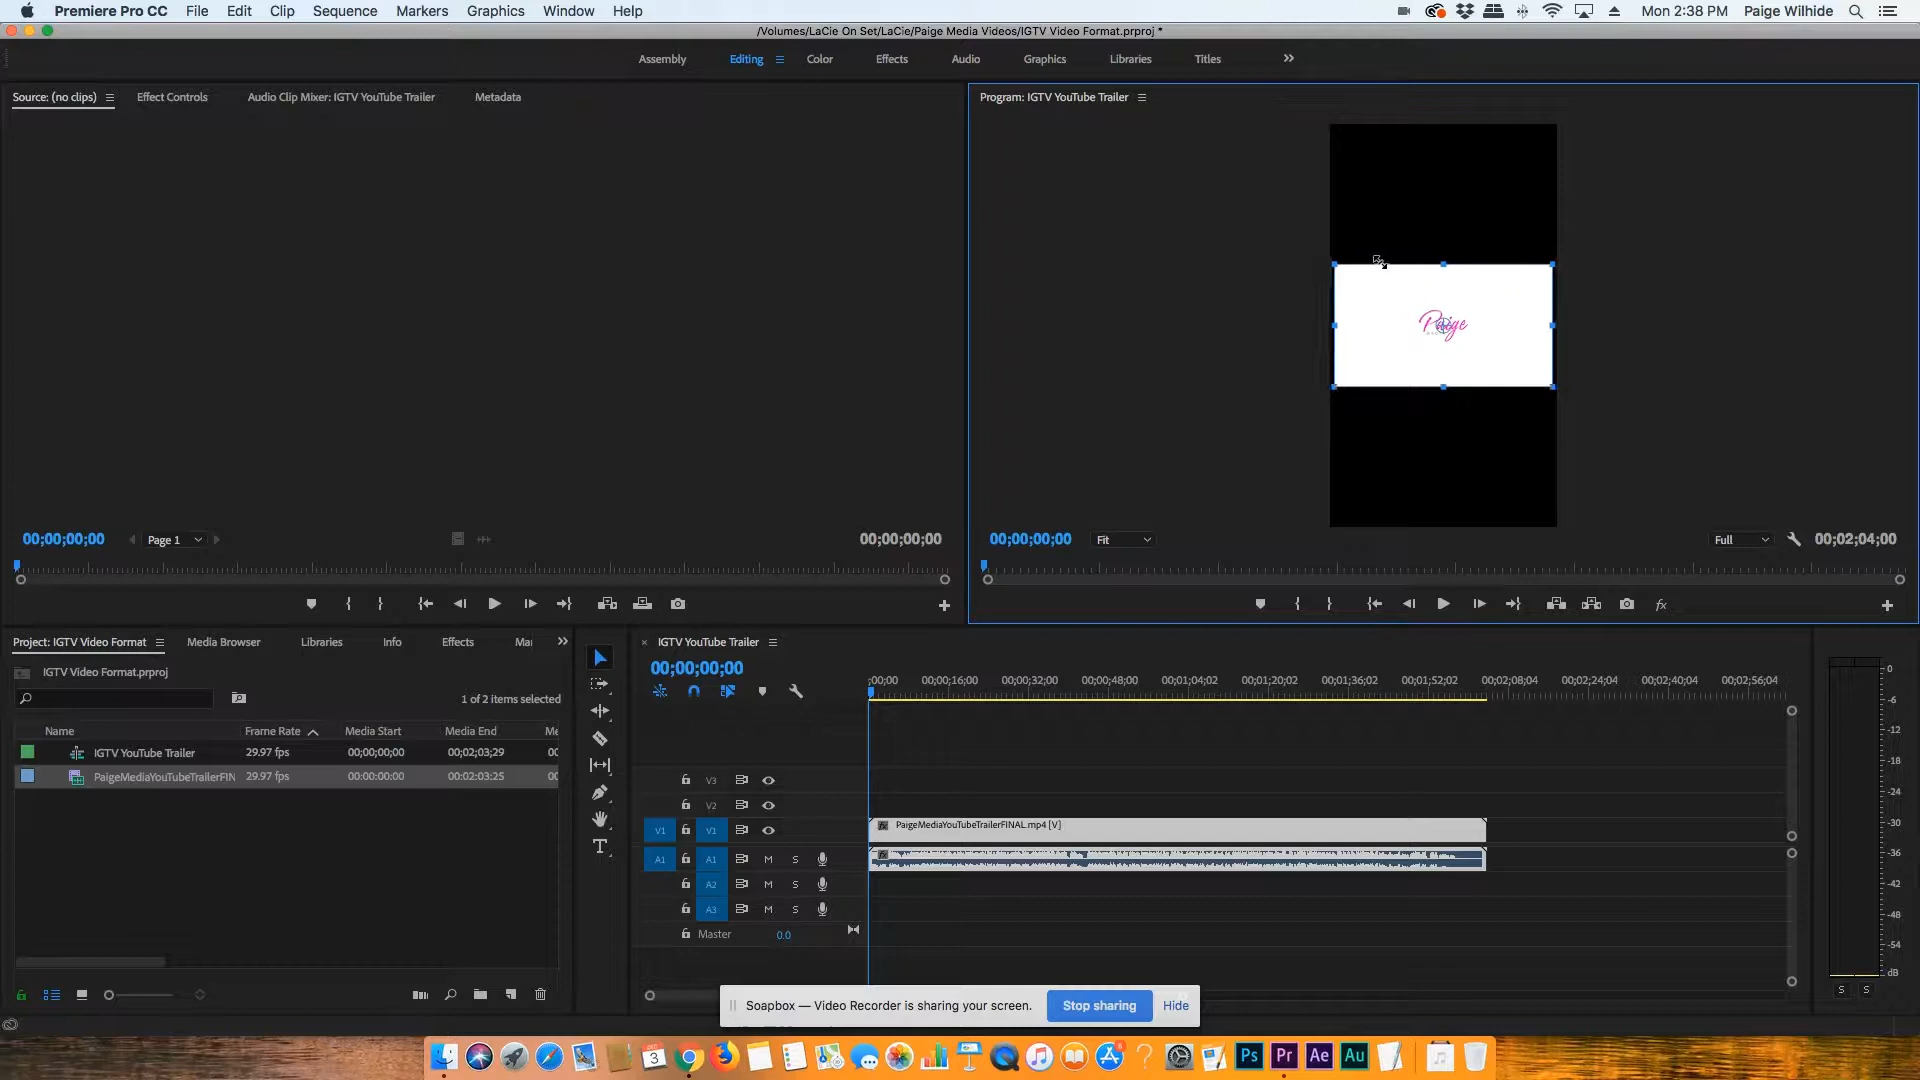 Premiere Pro CC File Edit Clip Sequence Markers Graphics Window Help Mon 2:38 PM Paige Wilhide
/Volumes/LaCie On Set/LaCie/Paige Media Videos/IGTV Video Format.prproj *
Assembly Editing Color Effects Audio Graphics Libraries Titles
Source: (no clips) Effect Controls Audio Clip Mixer: IGTV YouTube Trailer Metadata
Program: IGTV YouTube Trailer
Paige
00;00;00;00 Page 1 00;00;00;00
00;00;00;00 Fit Full 00;02;04;00
fx
Project: IGTV Video Format Media Browser Libraries Info Effects Mai
IGTV Video Format.prproj
1 of 2 items selected
Name Frame Rate Media Start Media End Me
IGTV YouTube Trailer 29.97 fps 00;00;00;00 00;02;03;29 00
PaigeMediaYouTubeTrailerFIN 29.97 fps 00:00:00:00 00:02:03:25 00
IGTV YouTube Trailer
00;00;00;00
;00;00 00;00;16;00 00;00;32;00 00;00;48;00 00;01;04;02 00;01;20;02 00;01;36;02 00;01;52;02 00;02;08;04 00;02;24;04 00;02;40;04 00;02;56;04
V3
V2
V1 V1 PaigeMediaYouTubeTrailerFINAL.mp4 [V]
A1 A1 M S
A2 M S
A3 M S
Master 0.0
0
-6
-12
-18
-24
-30
-36
-42
-48
-54
dB
S S
Soapbox — Video Recorder is sharing your screen. Stop sharing Hide
DEC
3
Ps Pr Ae Au